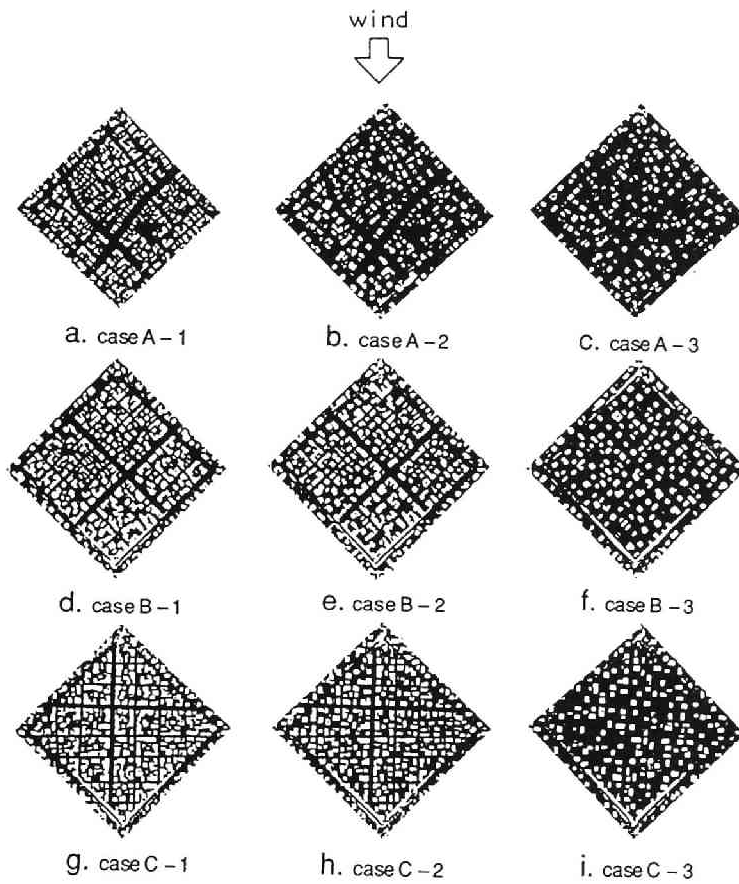 wind
a. case A – 1
b. case A – 2
c. case A – 3
d. case B – 1
e. case B – 2
f. case B – 3
g. case C – 1
h. case C – 2
i. case C – 3